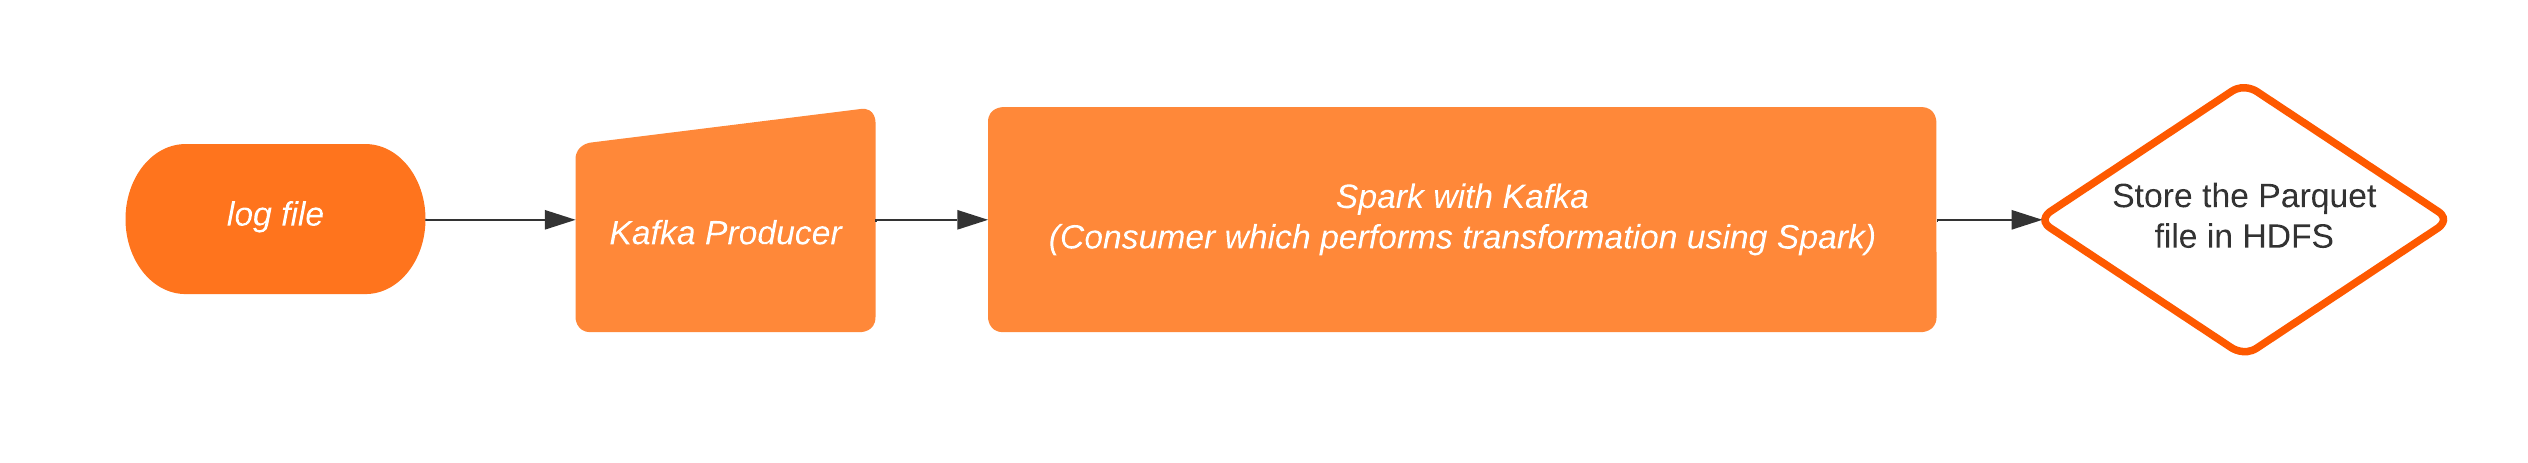 log file
Kafka Producer
Spark with Kafka
(Consumer which performs transformation using Spark)
Store the Parquet
file in HDFS